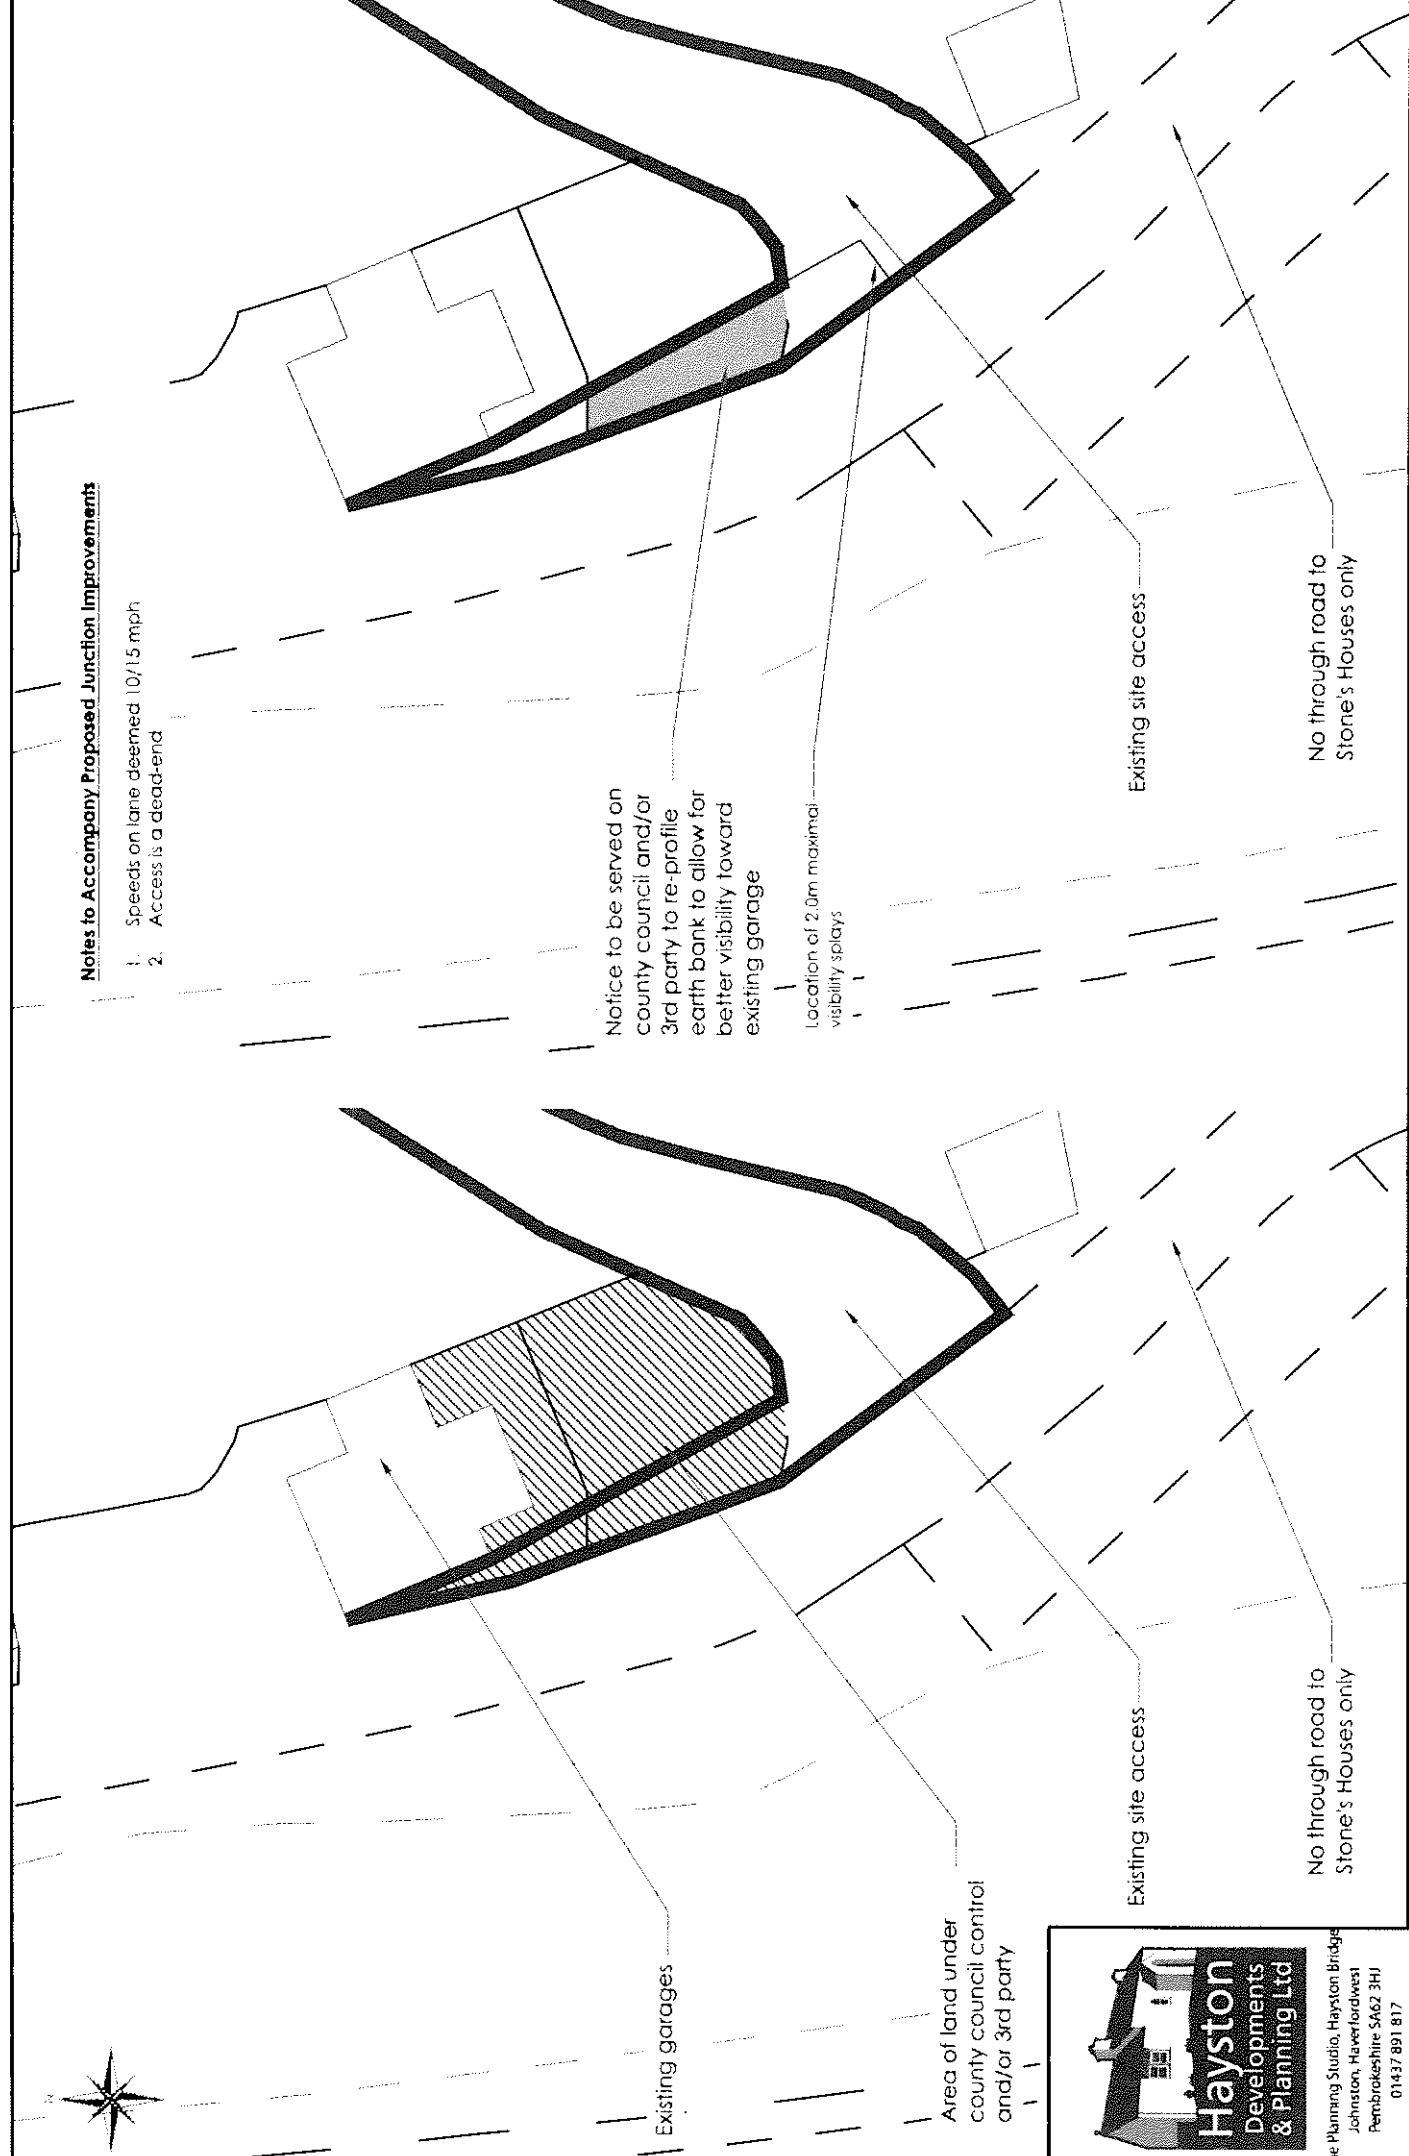 Notes to Accompany Proposed Junction Improvements
1. Speeds on lane deemed 10/15 mph
2. Access is a dead-end
Existing garages
Area of land under
county council control
and/or 3rd party
Existing site access
No through road to
Stone's Houses only
Notice to be served on
county council and/or
3rd party to re-profile
earth bank to allow for
better visibility toward
existing garage
Location of 2.0m maximal
visibility splays
Existing site access
No through road to
Stone's Houses only
Hayston
Developments
& Planning Ltd
Planning Studio, Hayston Bridge
Johnston, Haverfordwest
Pembrokeshire SA62 3HJ
01437 891 817